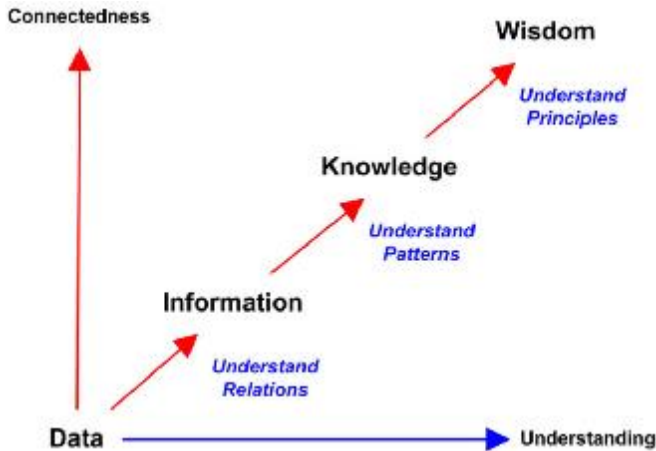 Connectedness
Wisdom
Understand
Principles
Knowledge
Understand
Patterns
Information
Understand
Relations
Data
Understanding